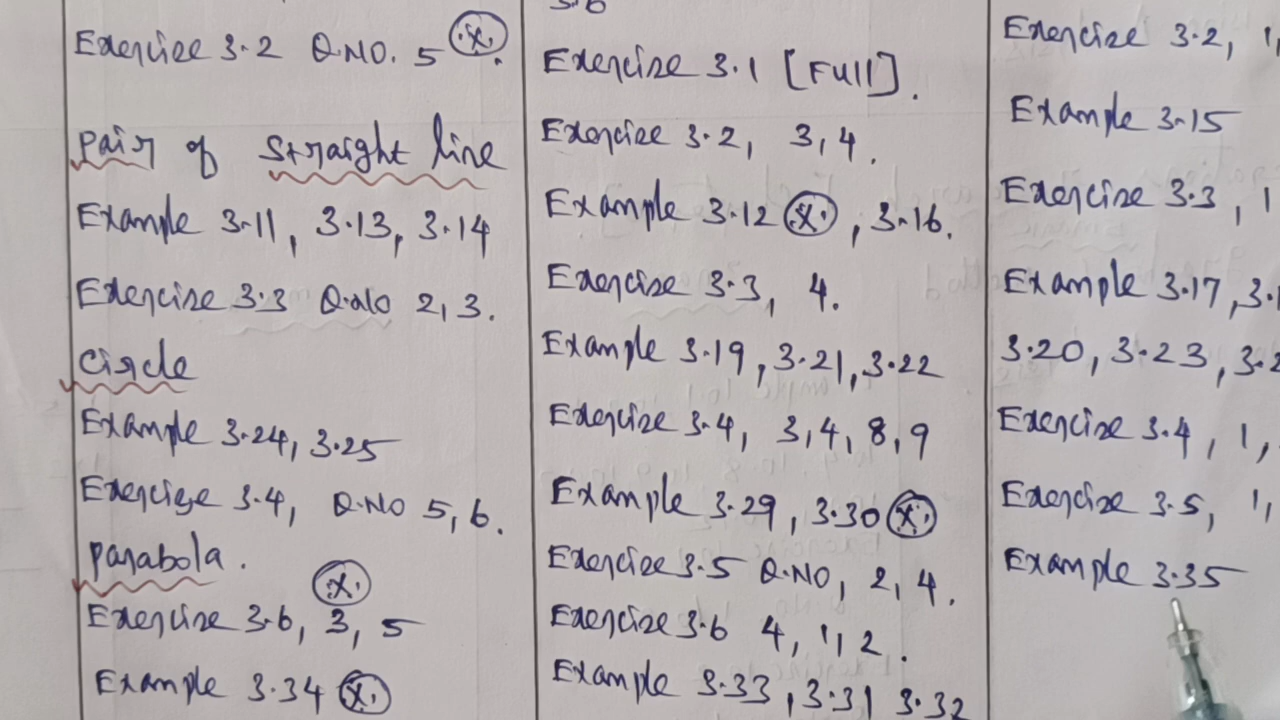 Exercise 3.2 Q.NO. 5 (.x.).
Pair of Straight line
Example 3.11, 3.13, 3.14
Exercise 3.3 Q.NO 2, 3.
Circle
Example 3.24, 3.25
Exercise 3.4, Q.NO 5, 6.
Parabola.
(.x.)
Exercise 3.6, 3, 5
Example 3.34 (.x.)
Exercise 3.1 [Full].
Exercise 3.2, 3, 4.
Example 3.12 (.x.), 3.16.
Exercise 3.3, 4.
Example 3.19, 3.21, 3.22
Exercise 3.4, 3, 4, 8, 9
Example 3.29, 3.30 (.x.)
Exercise 3.5 Q.NO, 2, 4.
Exercise 3.6 4, 1, 2.
Example 3.33, 3.31 3.32
Exercise 3.2, 1,
Example 3.15
Exercise 3.3, 1
Example 3.17,
3.20, 3.23,
Exercise 3.4, 1,
Exercise 3.5, 1,
Example 3.35